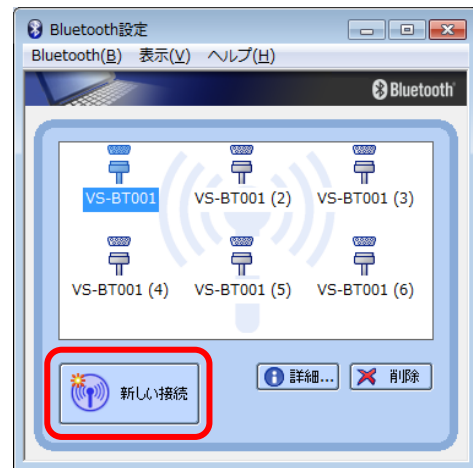 Bluetooth設定
Bluetooth(B) 表示(V) ヘルプ(H)
Bluetooth
VS-BT001 VS-BT001 (2) VS-BT001 (3)
VS-BT001 (4) VS-BT001 (5) VS-BT001 (6)
新しい接続 詳細... 削除